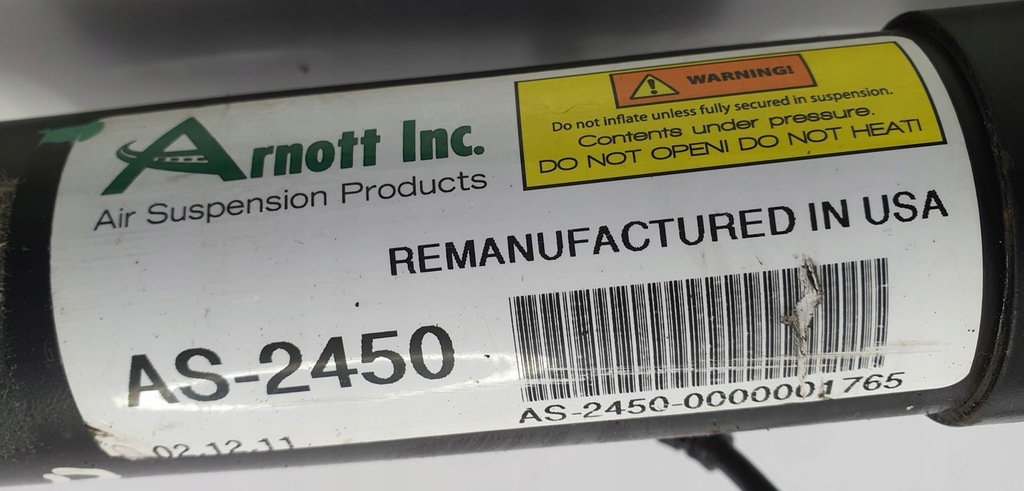 Arnott Inc.
Air Suspension Products
WARNING!
Do not inflate unless fully secured in suspension.
Contents under pressure.
DO NOT OPEN! DO NOT HEAT!
REMANUFACTURED IN USA
AS-2450
AS-2450-0000001765
02.12.11